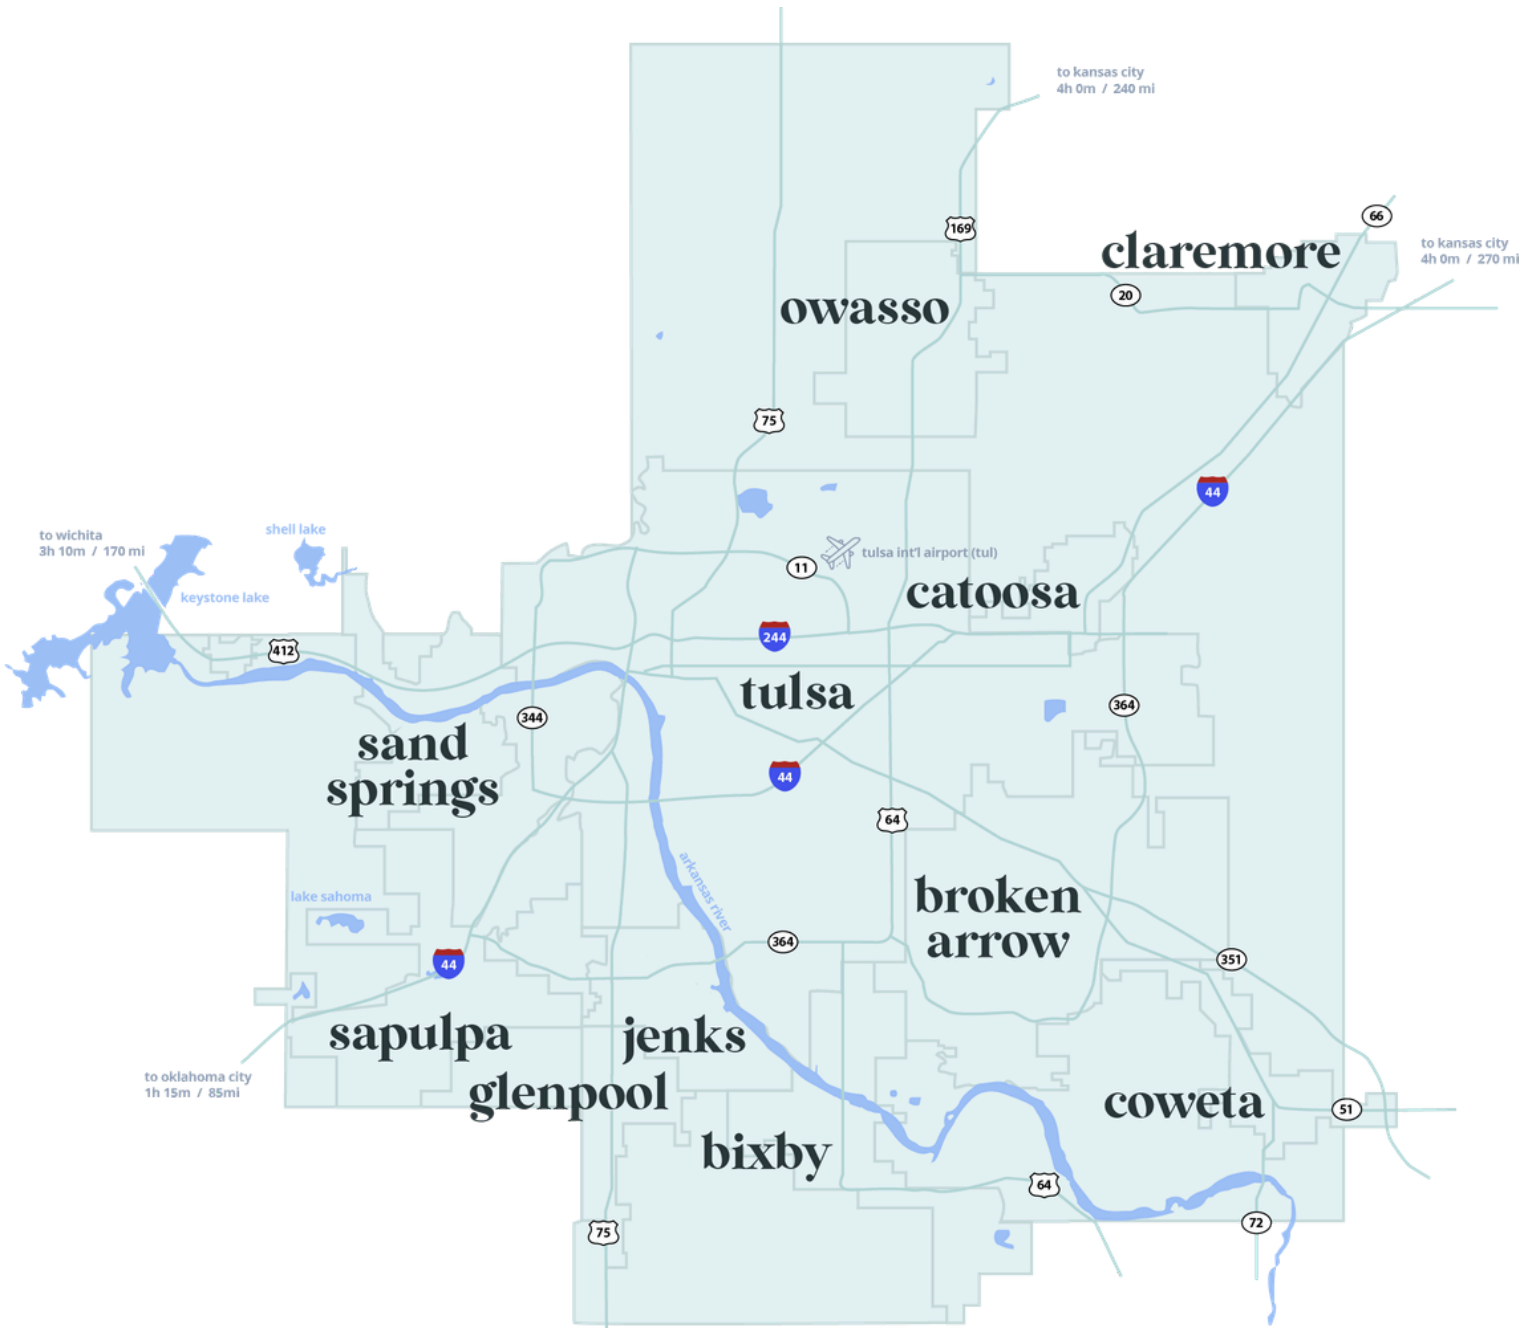 to kansas city
4h 0m / 240 mi
66
169
claremore
to kansas city
4h 0m / 270 mi
20
owasso
75
44
to wichita
3h 10m / 170 mi
shell lake
tulsa int'l airport (tul)
11
keystone lake
catoosa
244
412
tulsa
364
344
sand
springs
44
64
arkansas river
broken
arrow
lake sahoma
364
351
44
sapulpa
jenks
to oklahoma city
1h 15m / 85mi
glenpool
coweta
51
bixby
64
72
75